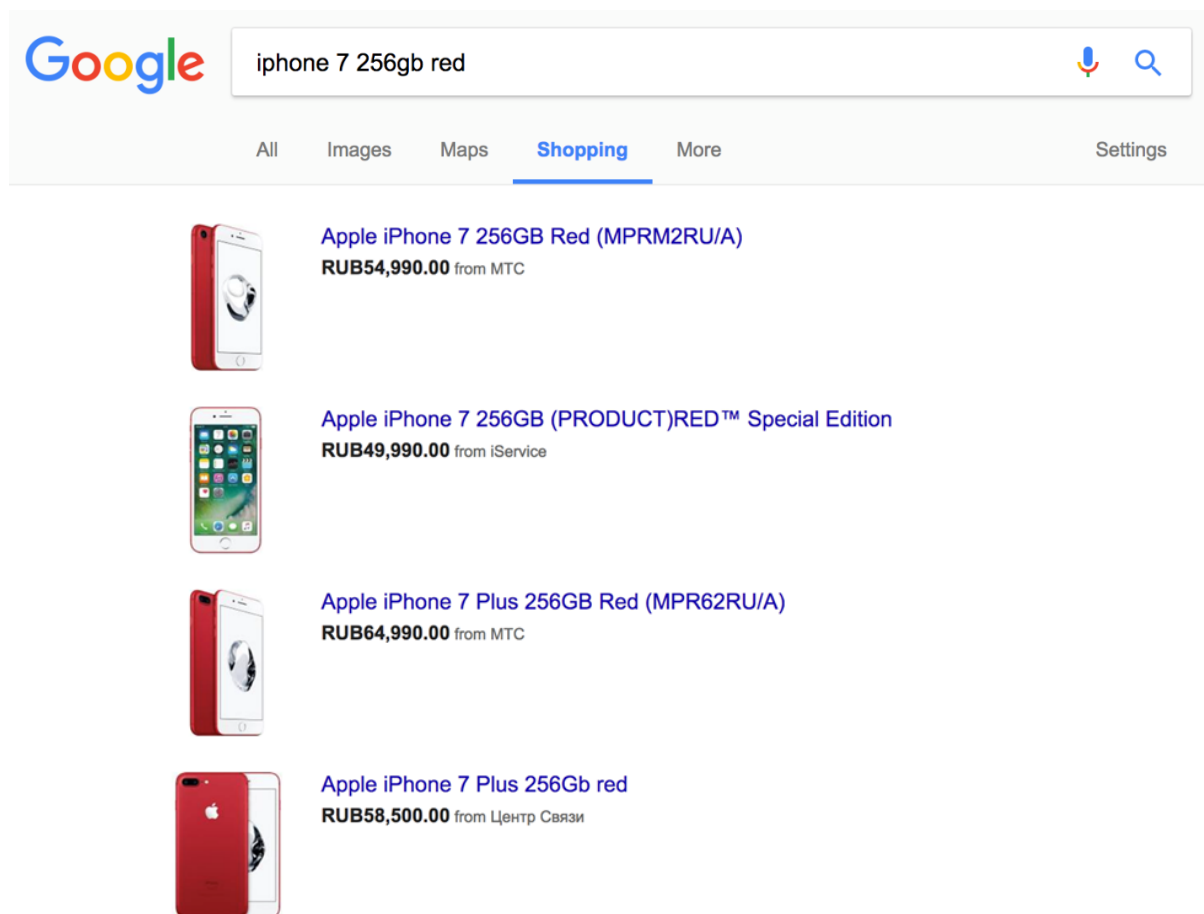 Google
iphone 7 256gb red
All Images Maps Shopping More Settings
Apple iPhone 7 256GB Red (MPRM2RU/A)
RUB54,990.00 from МТС
Apple iPhone 7 256GB (PRODUCT)RED™ Special Edition
RUB49,990.00 from iService
Apple iPhone 7 Plus 256GB Red (MPR62RU/A)
RUB64,990.00 from МТС
Apple iPhone 7 Plus 256Gb red
RUB58,500.00 from Центр Связи